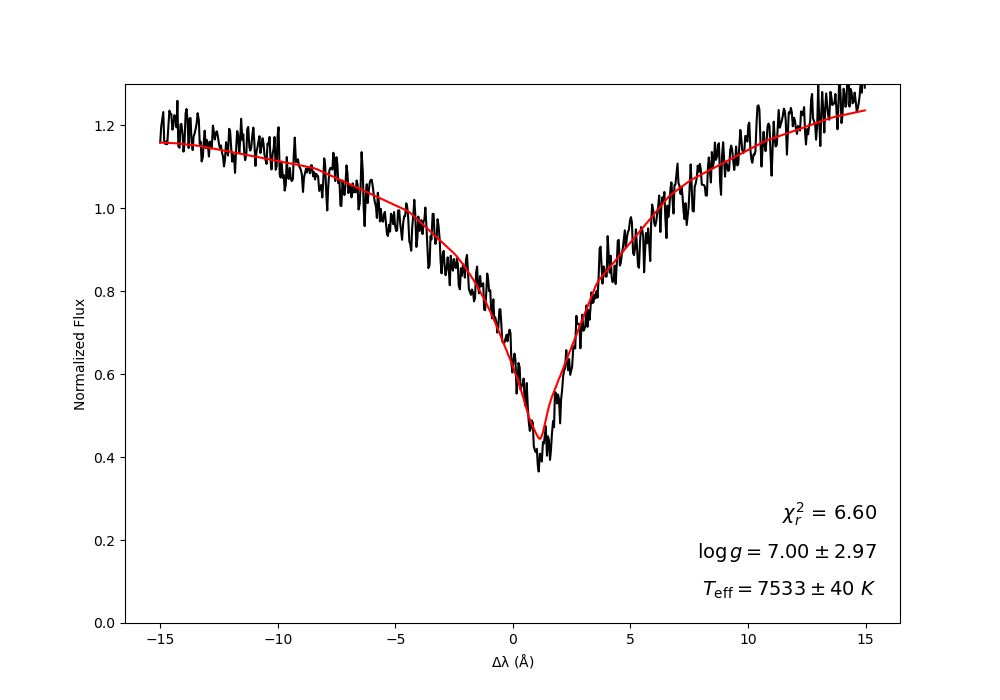 1.2
1.0
0.8
0.6
0.4
0.2
0.0
Normalized Flux
χ²ᵣ = 6.60
log g = 7.00 ± 2.97
T_eff = 7533 ± 40 K
−15 −10 −5 0 5 10 15
Δλ (Å)